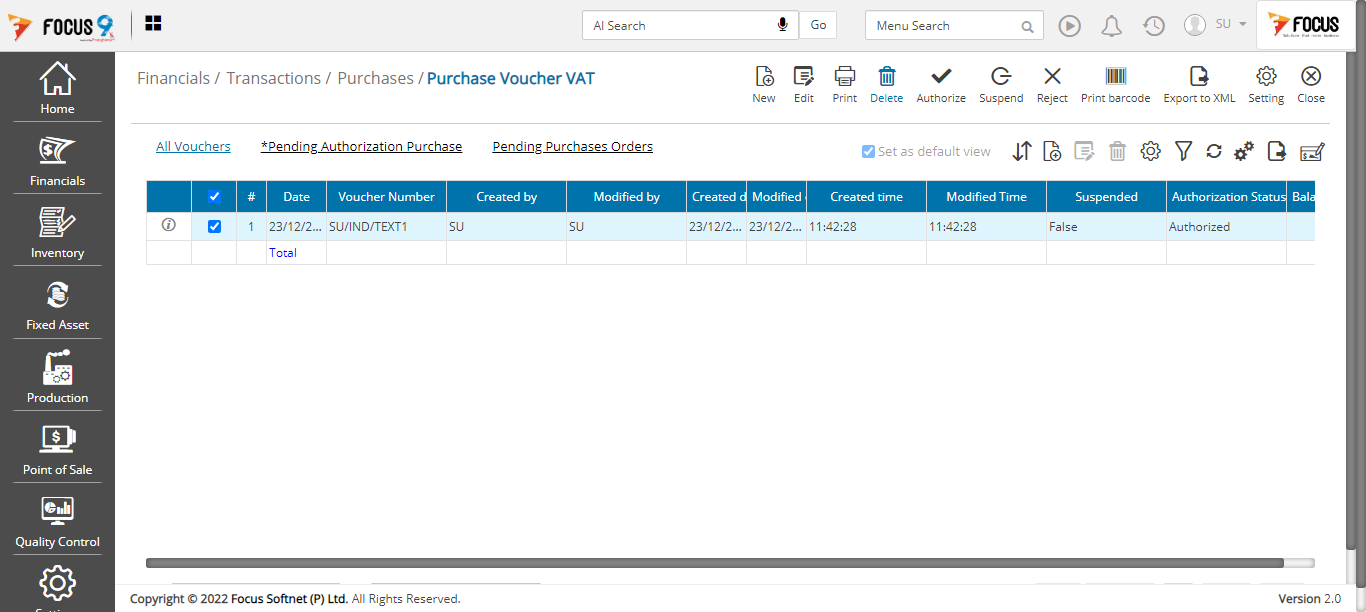 FOCUS 9
AI Search
Go
Menu Search
SU
FOCUS
Home
Financials
Inventory
Fixed Asset
Production
Point of Sale
Quality Control
Financials / Transactions / Purchases / Purchase Voucher VAT
New Edit Print Delete Authorize Suspend Reject Print barcode Export to XML Setting Close
All Vouchers *Pending Authorization Purchase Pending Purchases Orders
Set as default view
# Date Voucher Number Created by Modified by Created d Modified Created time Modified Time Suspended Authorization Status Bala
1 23/12/2... SU/IND/TEXT1 SU SU 23/12/2... 23/12/2... 11:42:28 11:42:28 False Authorized
Total
Copyright © 2022 Focus Softnet (P) Ltd. All Rights Reserved.
Version 2.0